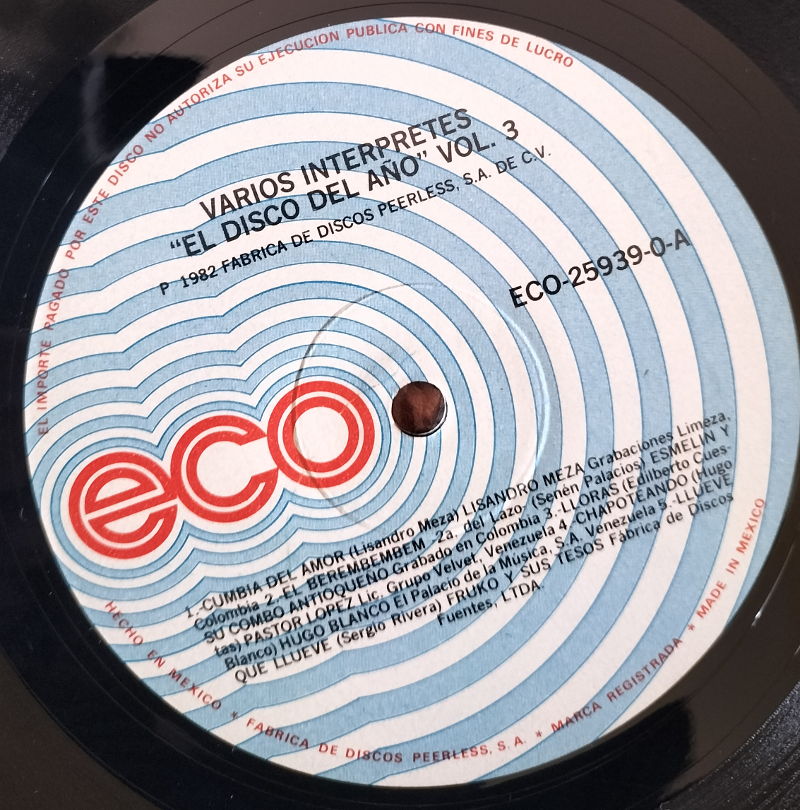 EL IMPORTE PAGADO POR ESTE DISCO NO AUTORIZA SU EJECUCION PUBLICA CON FINES DE LUCRO
VARIOS INTERPRETES
“EL DISCO DEL AÑO” VOL. 3
P 1982 FABRICA DE DISCOS PEERLESS, S.A. DE C.V.
ECO-25939-0-A
eco
1.-CUMBIA DEL AMOR (Lisandro Meza) LISANDRO MEZA Grabaciones Limeza,
Colombia 2.-EL BEREMBEMBEM -2a. del Lazo (Senén Palacios) ESMELIN Y
SU COMBO ANTIOQUEÑO Grabado en Colombia 3.-LLORAS (Edilberto Cues-
tas) PASTOR LOPEZ Lic. Grupo Velvet, Venezuela 4.-CHAPOTEANDO (Hugo
Blanco) HUGO BLANCO El Palacio de la Música, S.A. Venezuela 5.-LLUEVE
QUE LLUEVE (Sergio Rivera) FRUKO Y SUS TESOS Fábrica de Discos
Fuentes, LTDA.
HECHO EN MEXICO * FABRICA DE DISCOS PEERLESS, S.A. * MARCA REGISTRADA * MADE IN MEXICO